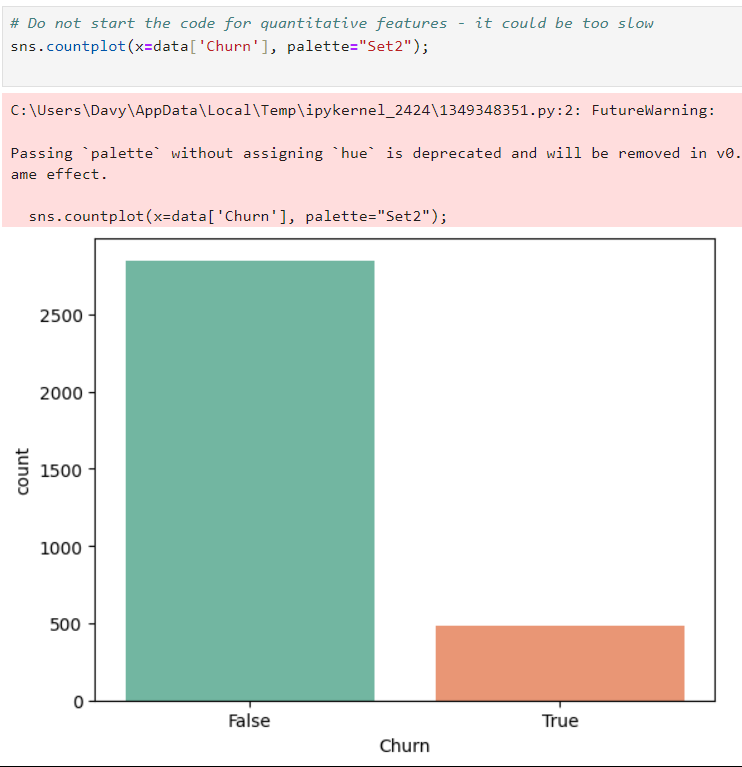 # Do not start the code for quantitative features - it could be too slow
sns.countplot(x=data['Churn'], palette="Set2");
C:\Users\Davy\AppData\Local\Temp\ipykernel_2424\1349348351.py:2: FutureWarning:
Passing `palette` without assigning `hue` is deprecated and will be removed in v0.
ame effect.
sns.countplot(x=data['Churn'], palette="Set2");
2500
2000
1500
1000
500
0
count
False True
Churn